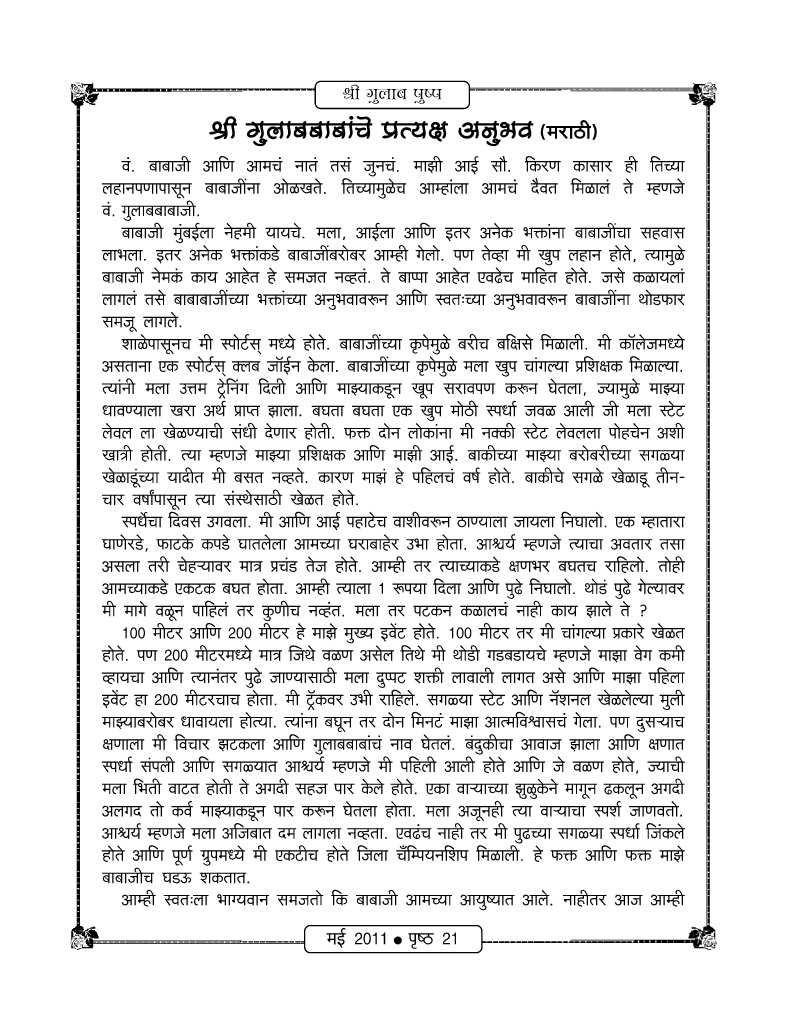 श्री गुलाब पुष्प
श्री गुलाबबाबांचे प्रत्यक्ष अनुभव (मराठी)
वं. बाबाजी आणि आमचं नातं तसं जुनचं. माझी आई सौ. किरण कासार ही तिच्या
लहानपणापासून बाबाजींना ओळखते. तिच्यामुळेच आम्हांला आमचं दैवत मिळालं ते म्हणजे
वं. गुलाबबाबाजी.
बाबाजी मुंबईला नेहमी यायचे. मला, आईला आणि इतर अनेक भक्तांना बाबाजींचा सहवास
लाभला. इतर अनेक भक्तांकडे बाबाजींबरोबर आम्ही गेलो. पण तेव्हा मी खुप लहान होते, त्यामुळे
बाबाजी नेमकं काय आहेत हे समजत नव्हतं. ते बाप्पा आहेत एवढेच माहित होते. जसे कळायलां
लागलं तसे बाबाबाजींच्या भक्तांच्या अनुभवावरून आणि स्वतःच्या अनुभवावरून बाबाजींना थोडफार
समजू लागले.
शाळेपासूनच मी स्पोर्टस् मध्ये होते. बाबाजींच्या कृपेमुळे बरीच बक्षिसे मिळाली. मी कॉलेजमध्ये
असताना एक स्पोर्टस् क्लब जॉईन केला. बाबाजींच्या कृपेमुळे मला खुप चांगल्या प्रशिक्षक मिळाल्या.
त्यांनी मला उत्तम ट्रेनिंग दिली आणि माझ्याकडून खूप सरावपण करून घेतला, ज्यामुळे माझ्या
धावण्याला खरा अर्थ प्राप्त झाला. बघता बघता एक खुप मोठी स्पर्धा जवळ आली जी मला स्टेट
लेवल ला खेळण्याची संधी देणार होती. फक्त दोन लोकांना मी नक्की स्टेट लेवलला पोहचेन अशी
खात्री होती. त्या म्हणजे माझ्या प्रशिक्षक आणि माझी आई. बाकीच्या माझ्या बरोबरीच्या सगळ्या
खेळाडूंच्या यादीत मी बसत नव्हते. कारण माझं हे पहिलचं वर्ष होते. बाकीचे सगळे खेळाडू तीन-
चार वर्षांपासून त्या संस्थेसाठी खेळत होते.
स्पर्धेचा दिवस उगवला. मी आणि आई पहाटेच वाशीवरून ठाण्याला जायला निघालो. एक म्हातारा
घाणेरडे, फाटके कपडे घातलेला आमच्या घराबाहेर उभा होता. आश्चर्य म्हणजे त्याचा अवतार तसा
असला तरी चेहऱ्यावर मात्र प्रचंड तेज होते. आम्ही तर त्याच्याकडे क्षणभर बघतच राहिलो. तोही
आमच्याकडे एकटक बघत होता. आम्ही त्याला 1 रूपया दिला आणि पुढे निघालो. थोडं पुढे गेल्यावर
मी मागे वळून पाहिलं तर कुणीच नव्हंत. मला तर पटकन कळालचं नाही काय झाले ते ?
100 मीटर आणि 200 मीटर हे माझे मुख्य इवेंट होते. 100 मीटर तर मी चांगल्या प्रकारे खेळत
होते. पण 200 मीटरमध्ये मात्र जिथे वळण असेल तिथे मी थोडी गडबडायचे म्हणजे माझा वेग कमी
व्हायचा आणि त्यानंतर पुढे जाण्यासाठी मला दुप्पट शक्ती लावाली लागत असे आणि माझा पहिला
इवेंट हा 200 मीटरचाच होता. मी ट्रॅकवर उभी राहिले. सगळ्या स्टेट आणि नॅशनल खेळलेल्या मुली
माझ्याबरोबर धावायला होत्या. त्यांना बघून तर दोन मिनटं माझा आत्मविश्वासचं गेला. पण दुसऱ्याच
क्षणाला मी विचार झटकला आणि गुलाबबाबांचं नाव घेतलं. बंदुकीचा आवाज झाला आणि क्षणात
स्पर्धा संपली आणि सगळ्यात आश्चर्य म्हणजे मी पहिली आली होते आणि जे वळण होते, ज्याची
मला भिती वाटत होती ते अगदी सहज पार केले होते. एका वाऱ्याच्या झुळुकेने मागून ढकलून अगदी
अलगद तो कर्व माझ्याकडून पार करून घेतला होता. मला अजूनही त्या वाऱ्याचा स्पर्श जाणवतो.
आश्चर्य म्हणजे मला अजिबात दम लागला नव्हता. एवढंच नाही तर मी पुढच्या सगळ्या स्पर्धा जिंकले
होते आणि पूर्ण ग्रुपमध्ये मी एकटीच होते जिला चॅंम्पियनशिप मिळाली. हे फक्त आणि फक्त माझे
बाबाजीच घडऊ शकतात.
आम्ही स्वतःला भाग्यवान समजतो कि बाबाजी आमच्या आयुष्यात आले. नाहीतर आज आम्ही
मई 2011 ● पृष्ठ 21